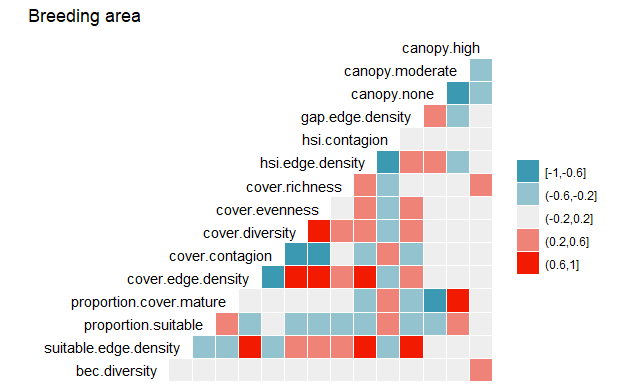 Breeding area
canopy.high
canopy.moderate
canopy.none
gap.edge.density
hsi.contagion
hsi.edge.density
cover.richness
cover.evenness
cover.diversity
cover.contagion
cover.edge.density
proportion.cover.mature
proportion.suitable
suitable.edge.density
bec.diversity
[-1,-0.6]
(-0.6,-0.2]
(-0.2,0.2]
(0.2,0.6]
(0.6,1]